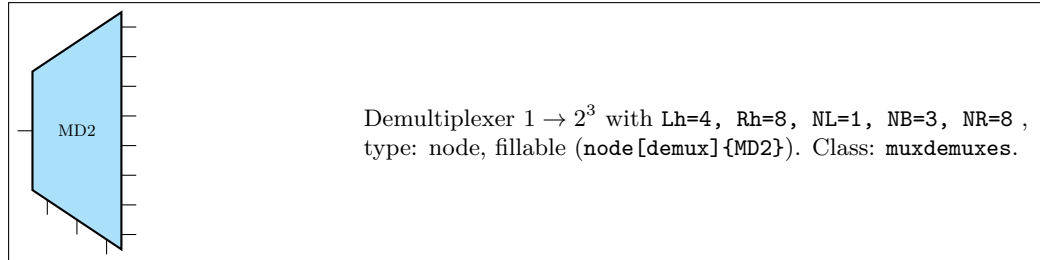 MD2
Demultiplexer 1 → 2³ with Lh=4, Rh=8, NL=1, NB=3, NR=8 ,
type: node, fillable (node[demux]{MD2}). Class: muxdemuxes.